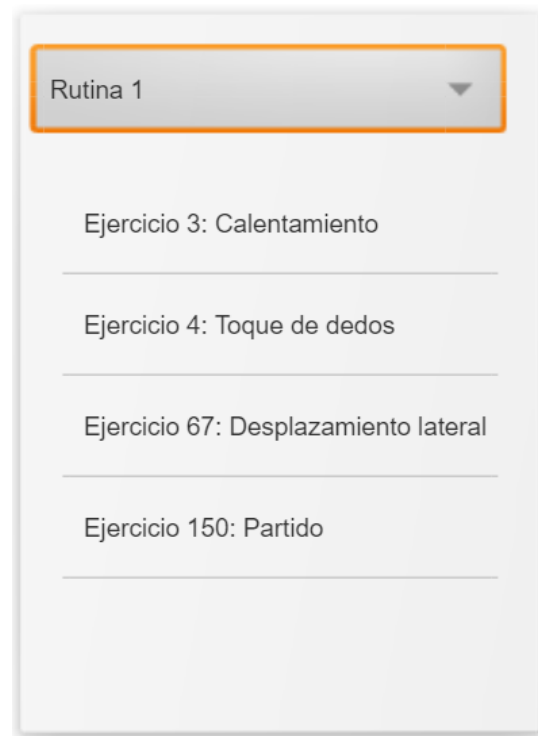 Rutina 1
Ejercicio 3: Calentamiento
Ejercicio 4: Toque de dedos
Ejercicio 67: Desplazamiento lateral
Ejercicio 150: Partido